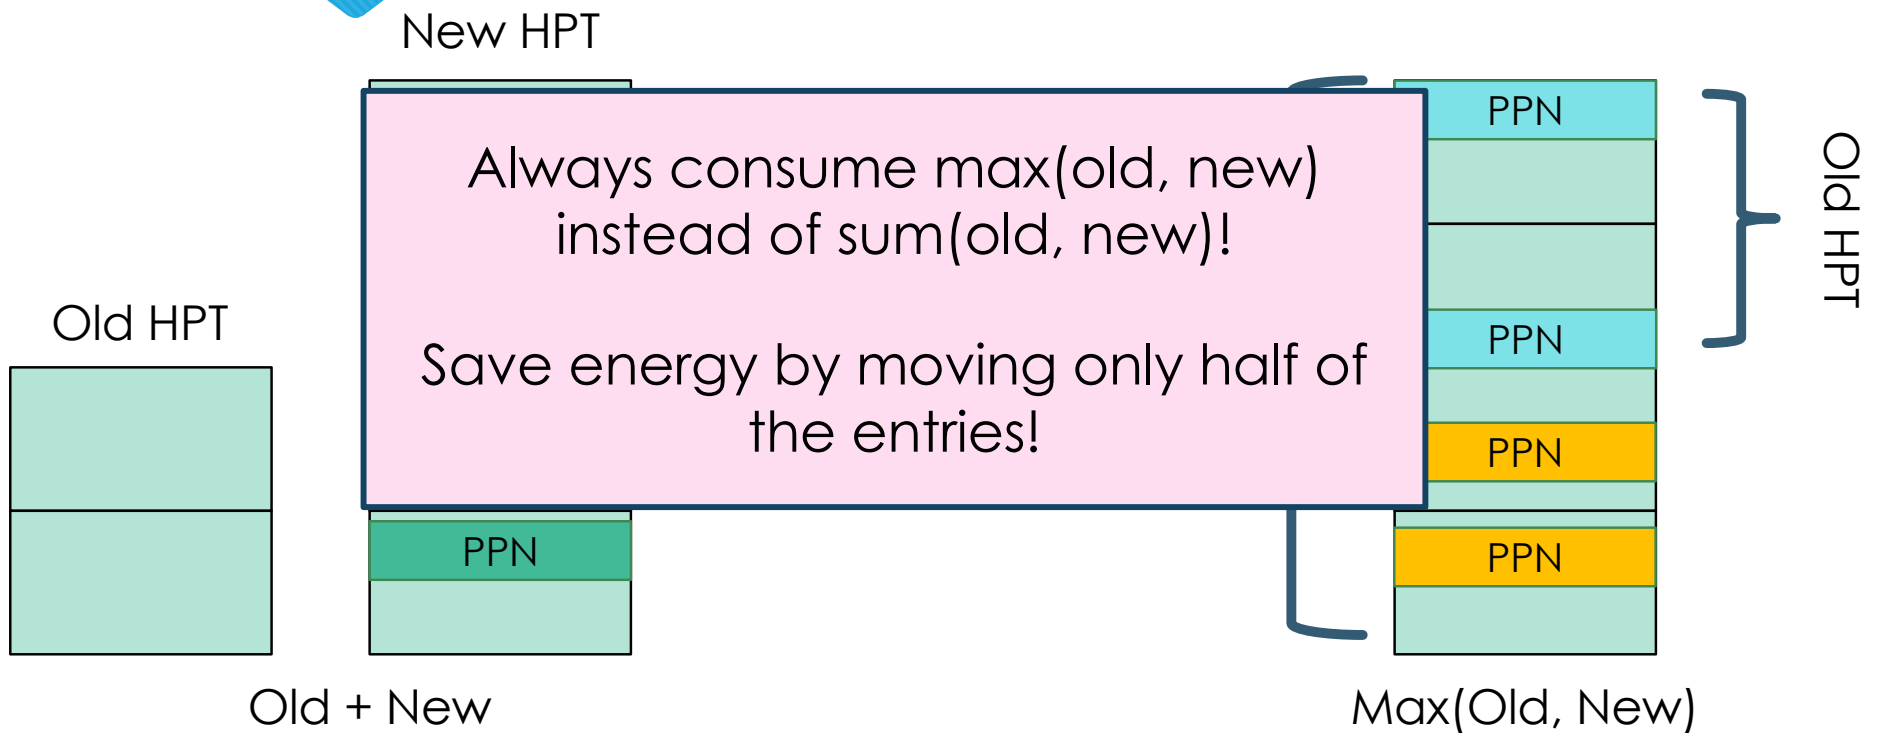 New HPT
Old HPT
PPN
Old + New
Always consume max(old, new)
instead of sum(old, new)!
Save energy by moving only half of
the entries!
PPN
PPN
PPN
PPN
Old HPT
Max(Old, New)